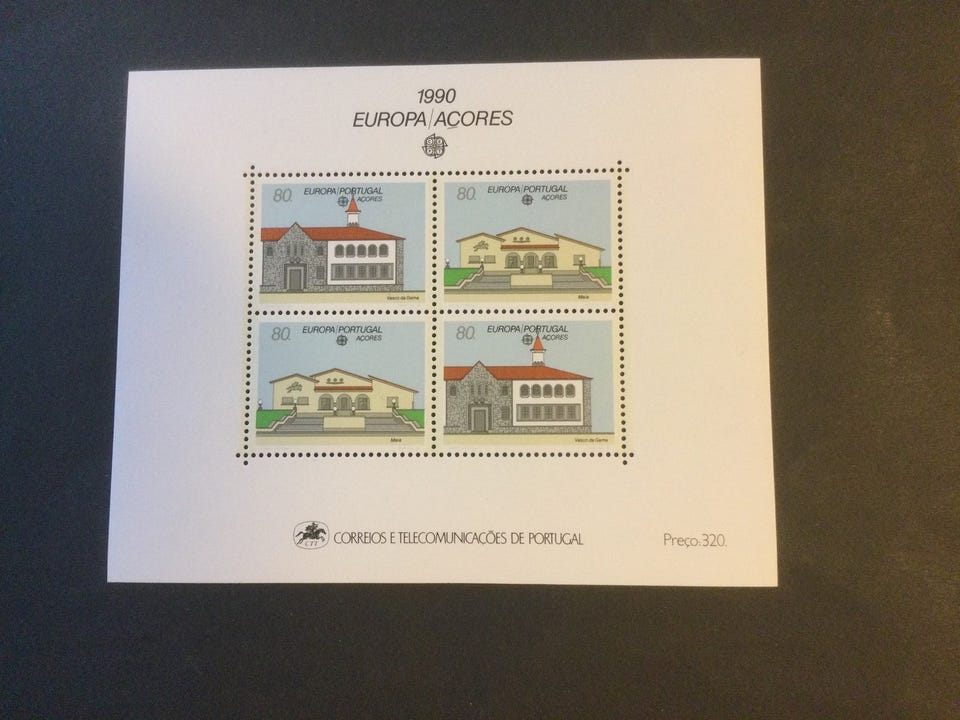 1990
EUROPA/AÇORES
80.
EUROPA/PORTUGAL
AÇORES
Vasco da Gama
80.
EUROPA/PORTUGAL
AÇORES
Maia
80.
EUROPA/PORTUGAL
AÇORES
Maia
80.
EUROPA/PORTUGAL
AÇORES
Vasco da Gama
CTT
CORREIOS E TELECOMUNICAÇÕES DE PORTUGAL
Preço:320.